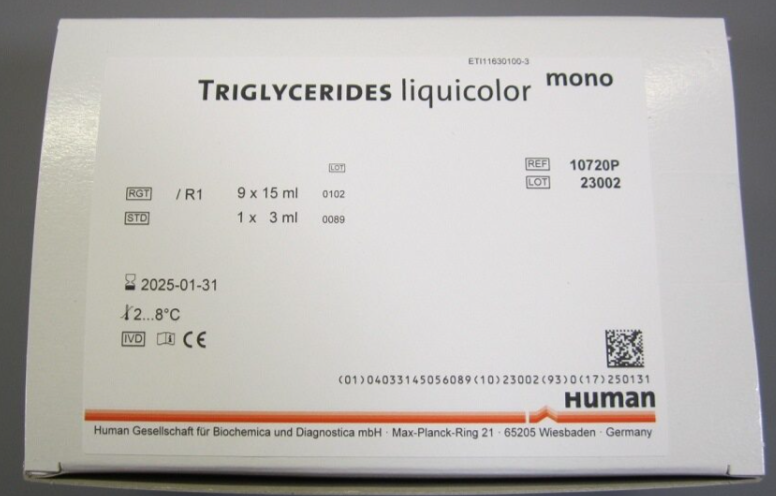 ETI11630100-3
TRIGLYCERIDES liquicolor mono
LOT
REF 10720P
RGT / R1 9 x 15 ml 0102
LOT 23002
STD 1 x 3 ml 0089
2025-01-31
2...8°C
IVD i CE
(01)04033145056089(10)23002(93)0(17)250131
Human
Human Gesellschaft für Biochemica und Diagnostica mbH · Max-Planck-Ring 21 · 65205 Wiesbaden · Germany